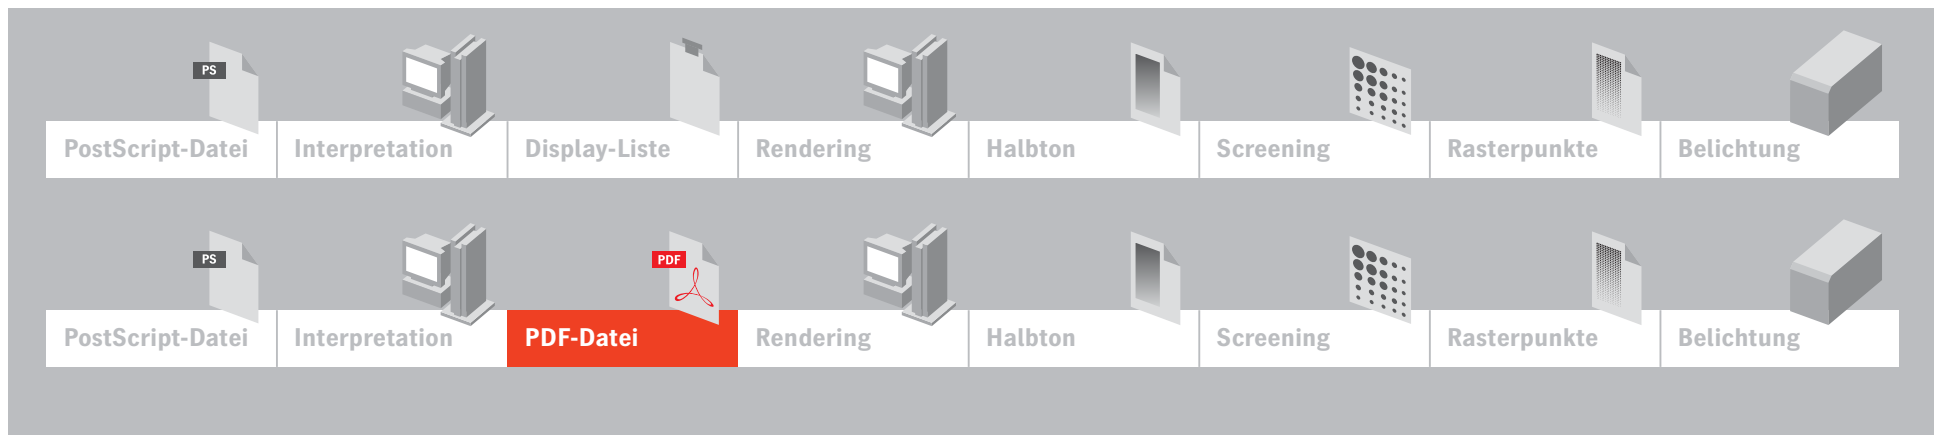 PS
PostScript-Datei Interpretation Display-Liste Rendering Halbton Screening Rasterpunkte Belichtung
PS PDF
PostScript-Datei Interpretation PDF-Datei Rendering Halbton Screening Rasterpunkte Belichtung